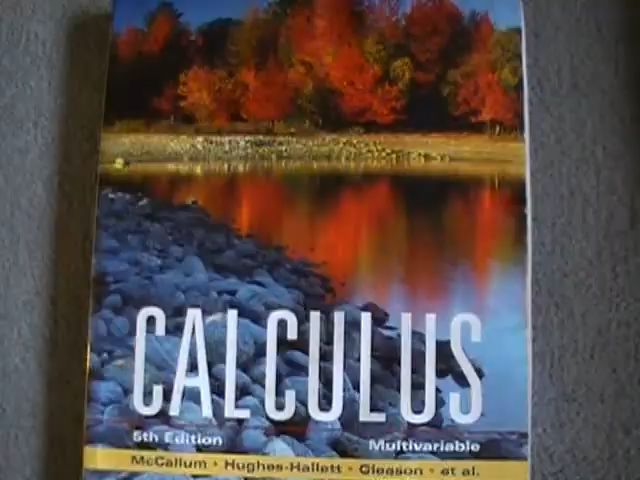 CALCULUS
5th Edition Multivariable
McCallum • Hughes-Hallett • Gleason • et al.